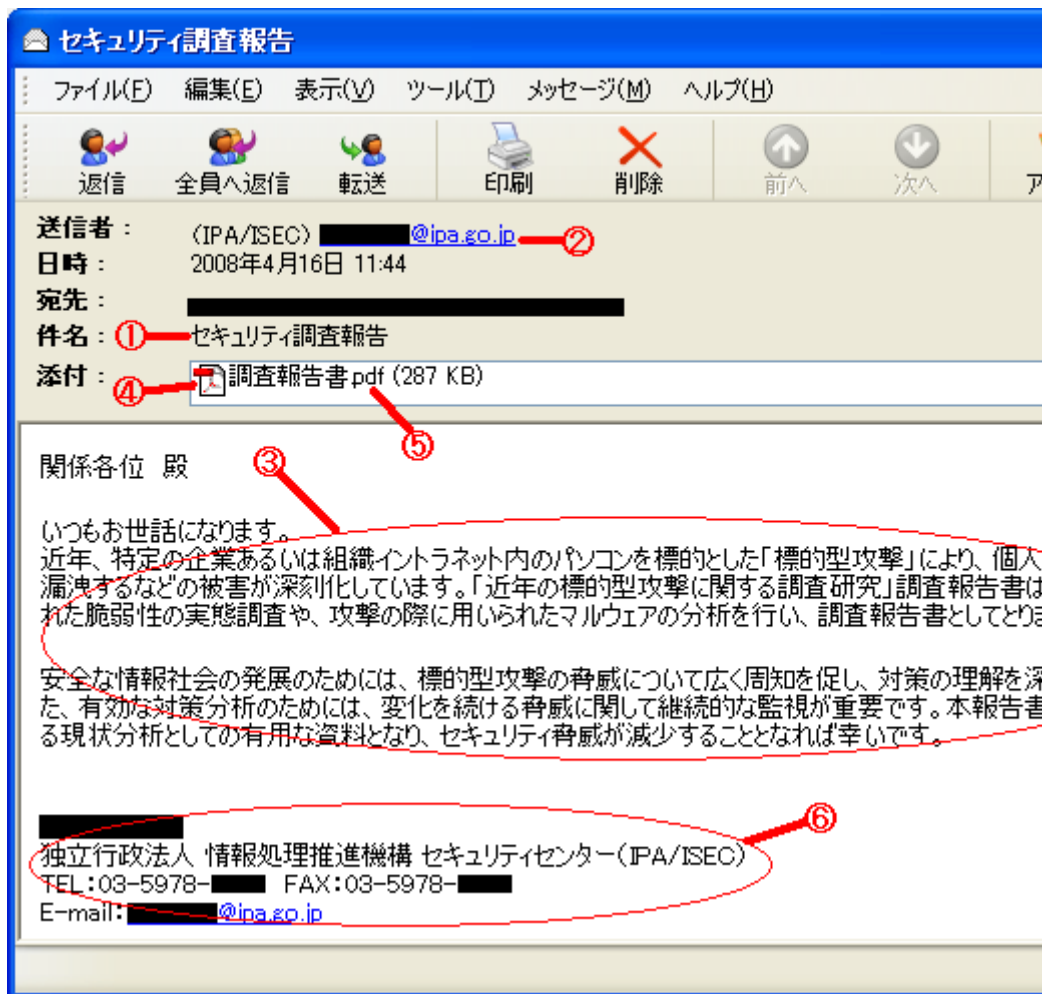 セキュリティ調査報告
ファイル(F) 編集(E) 表示(V) ツール(T) メッセージ(M) ヘルプ(H)
返信 全員へ返信 転送 印刷 削除 前へ 次へ ア
送信者: (IPA/ISEC) @ipa.go.jp ②
日時: 2008年4月16日 11:44
宛先:
件名: ① セキュリティ調査報告
添付: ④ 調査報告書.pdf (287 KB)
⑤
関係各位 殿 ③
いつもお世話になります。
近年、特定の企業あるいは組織イントラネット内のパソコンを標的とした「標的型攻撃」により、個人
漏洩するなどの被害が深刻化しています。「近年の標的型攻撃に関する調査研究」調査報告書は
れた脆弱性の実態調査や、攻撃の際に用いられたマルウェアの分析を行い、調査報告書としてとりま
安全な情報社会の発展のためには、標的型攻撃の脅威について広く周知を促し、対策の理解を深
た、有効な対策分析のためには、変化を続ける脅威に関して継続的な監視が重要です。本報告書
る現状分析としての有用な資料となり、セキュリティ脅威が減少することとなれば幸いです。
⑥
独立行政法人 情報処理推進機構 セキュリティセンター(IPA/ISEC)
TEL:03-5978- FAX:03-5978-
E-mail: @ipa.go.jp